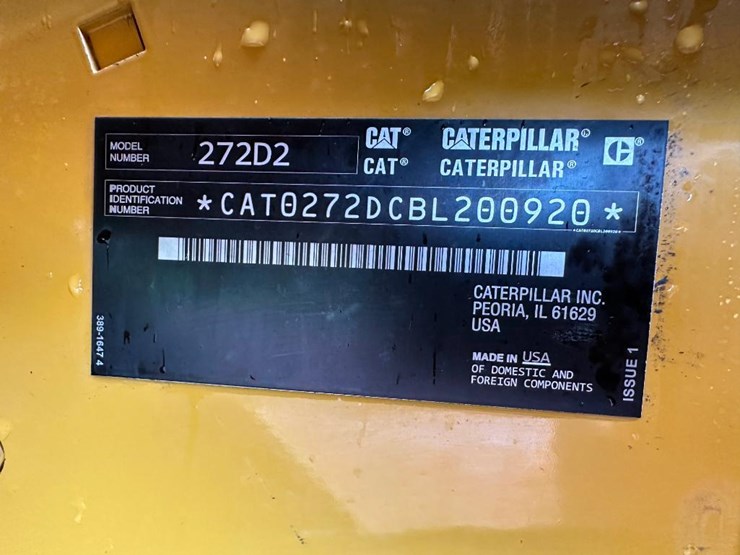 MODEL
NUMBER
272D2
CAT® CATERPILLAR©
CAT® CATERPILLAR®
PRODUCT
IDENTIFICATION
NUMBER
*CAT0272DCBL200920*
CATERPILLAR INC.
PEORIA, IL 61629
USA
MADE IN USA
OF DOMESTIC AND
FOREIGN COMPONENTS
389-1647 4
ISSUE 1